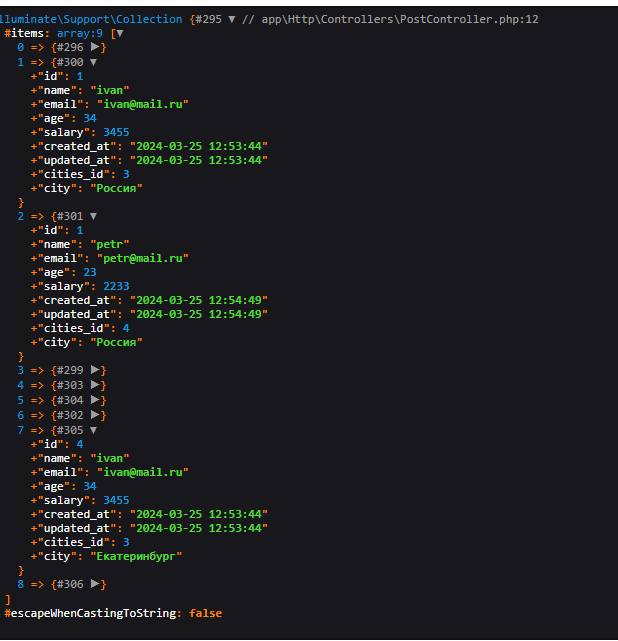 lluminate\Support\Collection {#295 ▼ // app\Http\Controllers\PostController.php:12
#items: array:9 [▼
0 => {#296 ▶}
1 => {#300 ▼
+"id": 1
+"name": "ivan"
+"email": "ivan@mail.ru"
+"age": 34
+"salary": 3455
+"created_at": "2024-03-25 12:53:44"
+"updated_at": "2024-03-25 12:53:44"
+"cities_id": 3
+"city": "Россия"
}
2 => {#301 ▼
+"id": 1
+"name": "petr"
+"email": "petr@mail.ru"
+"age": 23
+"salary": 2233
+"created_at": "2024-03-25 12:54:49"
+"updated_at": "2024-03-25 12:54:49"
+"cities_id": 4
+"city": "Россия"
}
3 => {#299 ▶}
4 => {#303 ▶}
5 => {#304 ▶}
6 => {#302 ▶}
7 => {#305 ▼
+"id": 4
+"name": "ivan"
+"email": "ivan@mail.ru"
+"age": 34
+"salary": 3455
+"created_at": "2024-03-25 12:53:44"
+"updated_at": "2024-03-25 12:53:44"
+"cities_id": 3
+"city": "Екатеринбург"
}
8 => {#306 ▶}
]
#escapeWhenCastingToString: false